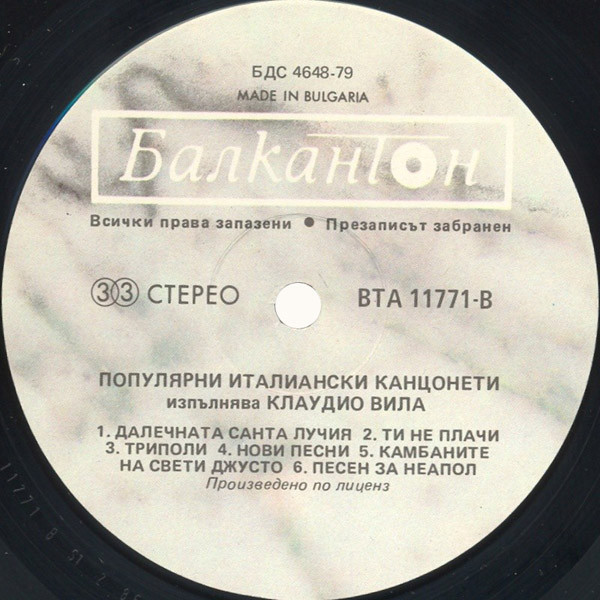 БДС 4648-79
MADE IN BULGARIA
Балкантон
Всички права запазени ● Презаписът забранен
33 СТЕРЕО ВТА 11771-В
ПОПУЛЯРНИ ИТАЛИАНСКИ КАНЦОНЕТИ
изпълнява КЛАУДИО ВИЛА
1. ДАЛЕЧНАТА САНТА ЛУЧИЯ 2. ТИ НЕ ПЛАЧИ
3. ТРИПОЛИ 4. НОВИ ПЕСНИ 5. КАМБАНИТЕ
НА СВЕТИ ДЖУСТО 6. ПЕСЕН ЗА НЕАПОЛ
Произведено по лиценз